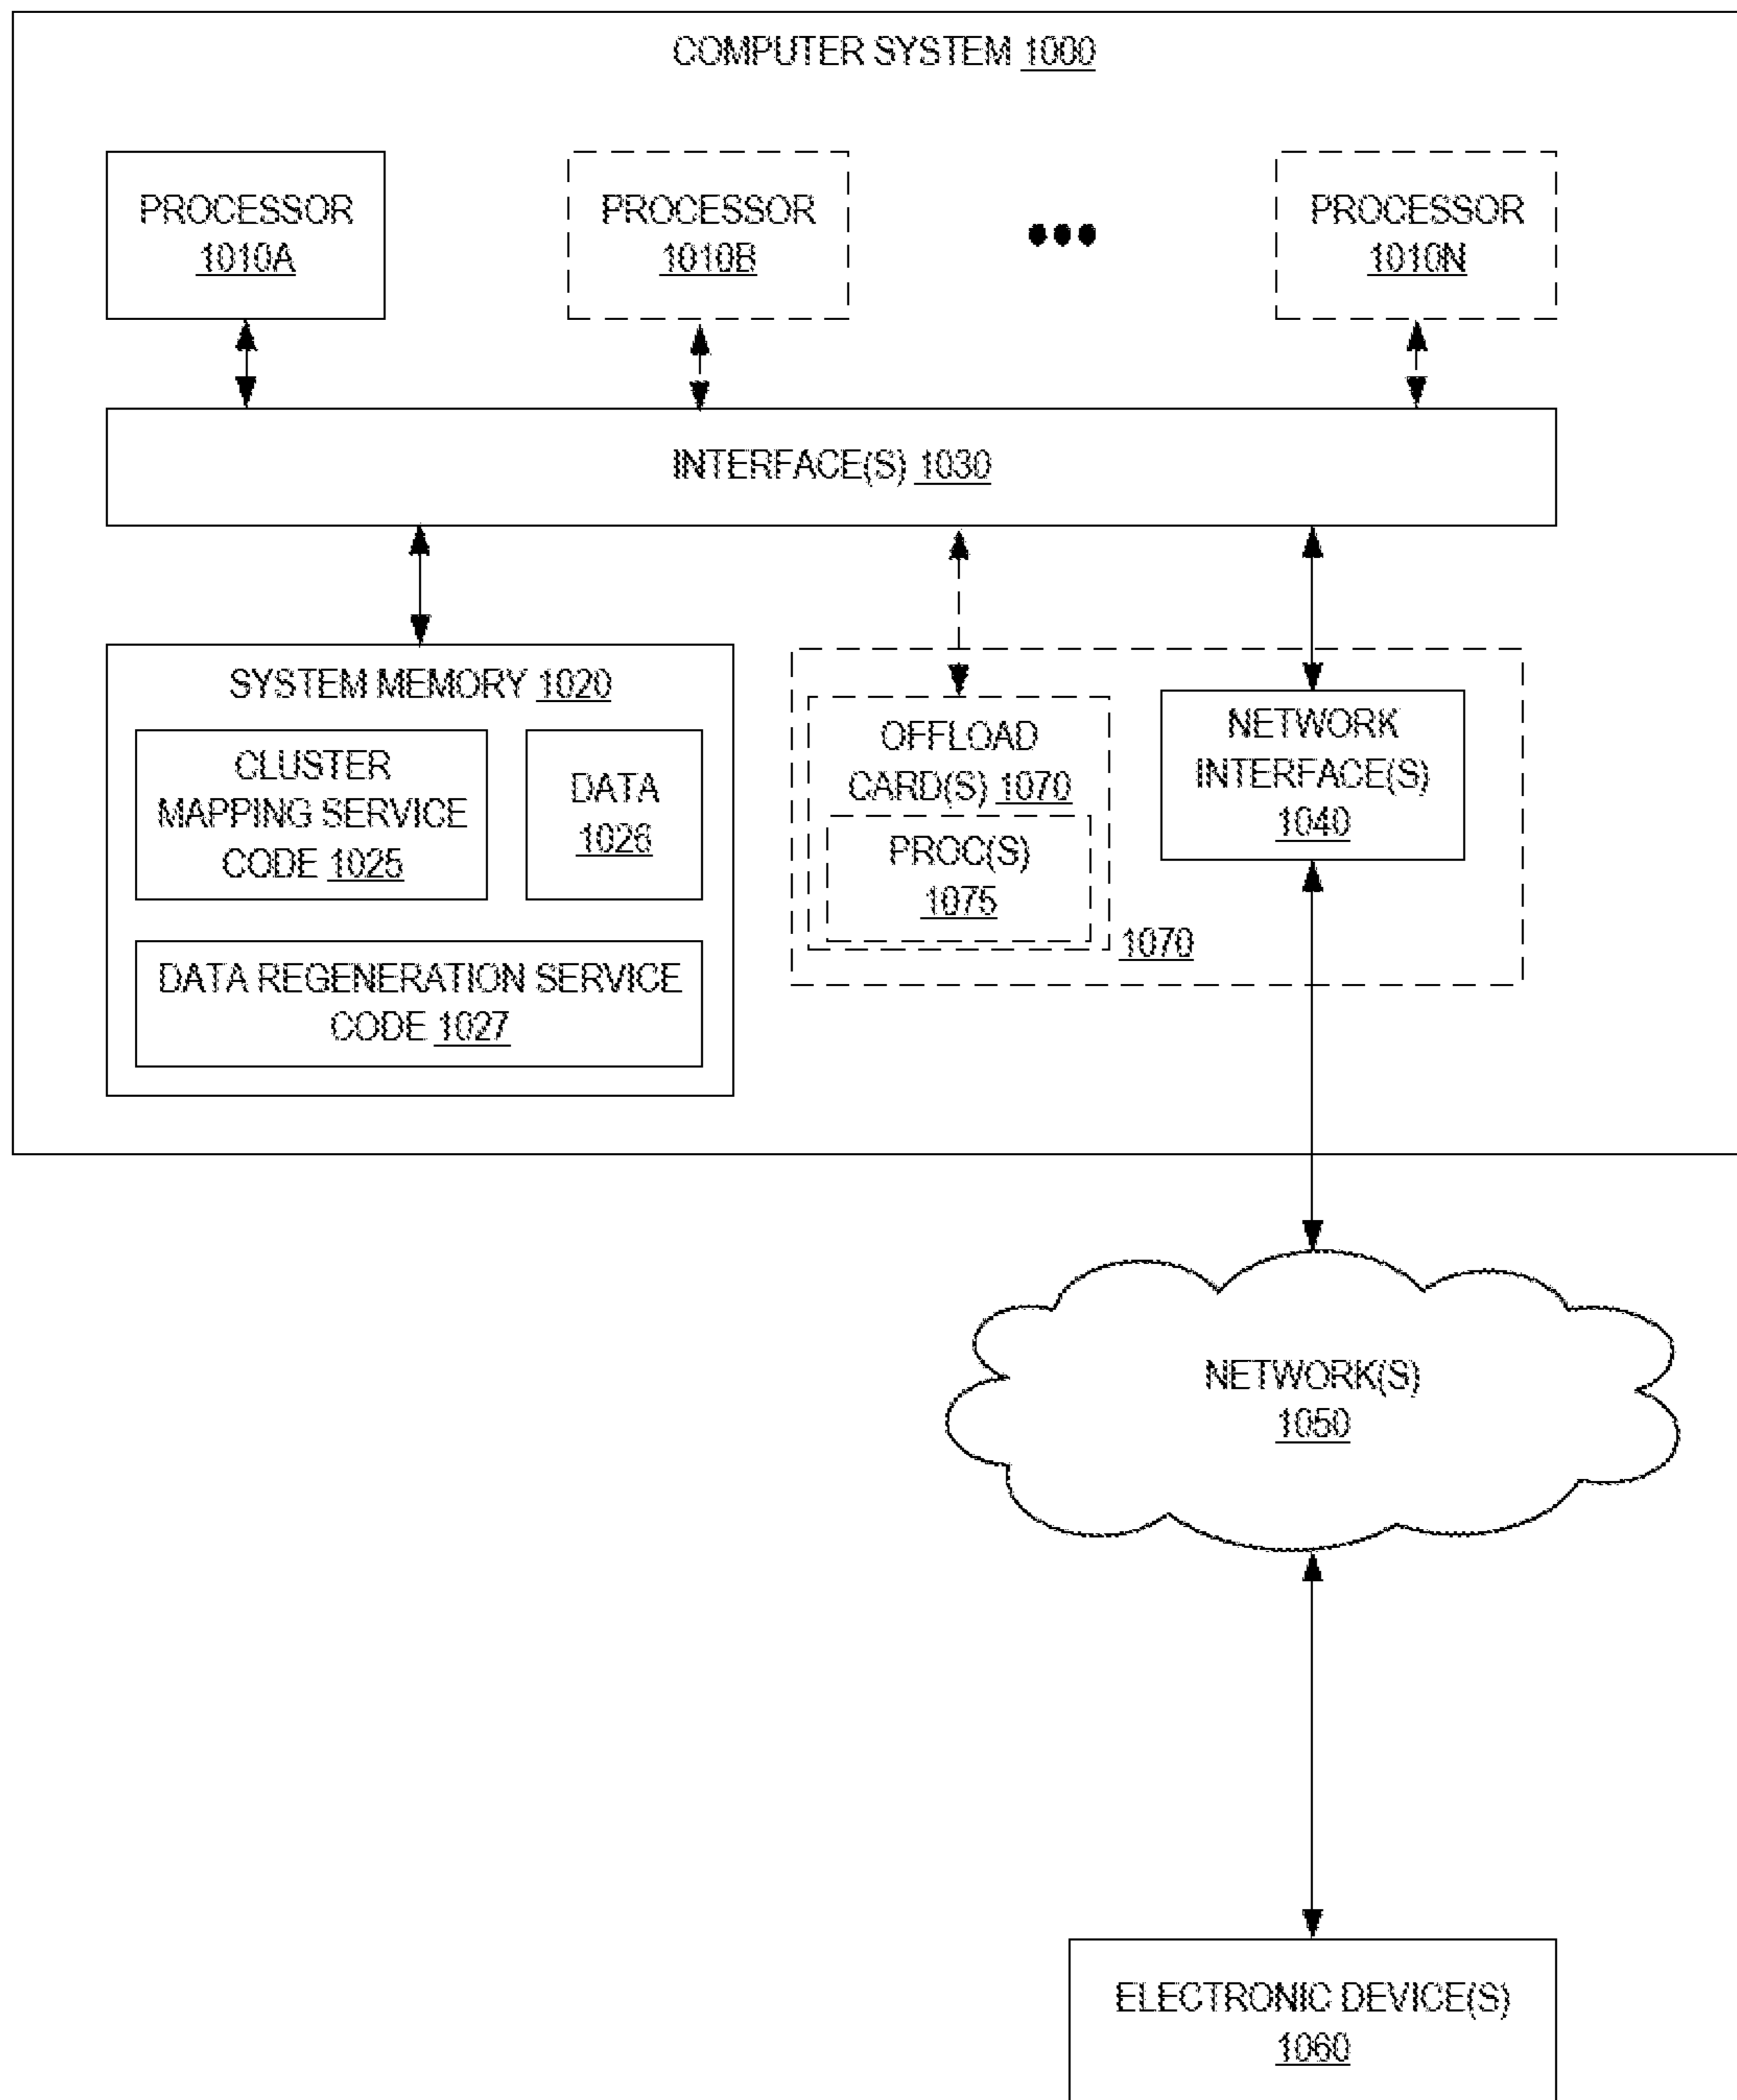 COMPUTER SYSTEM 1000
PROCESSOR
1010A
PROCESSOR
1010B
PROCESSOR
1010N
INTERFACE(S) 1030
SYSTEM MEMORY 1020
CLUSTER
MAPPING SERVICE
CODE 1025
DATA
1026
DATA REGENERATION SERVICE
CODE 1027
OFFLOAD
CARD(S) 1070
PROC(S)
1075
1070
NETWORK
INTERFACE(S)
1040
NETWORK(S)
1050
ELECTRONIC DEVICE(S)
1060